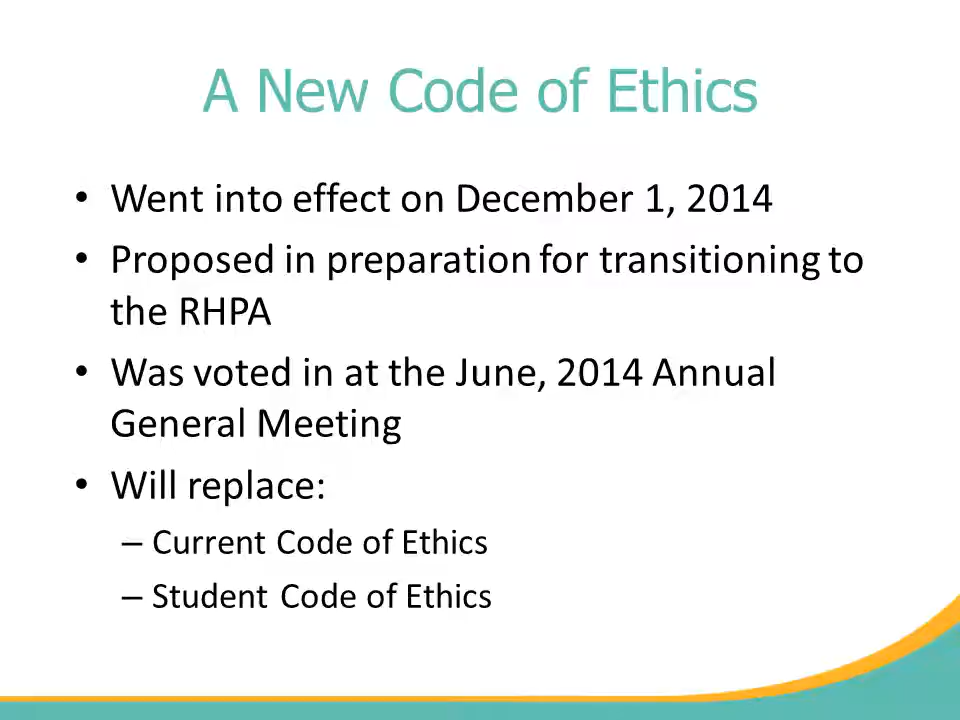 A New Code of Ethics
• Went into effect on December 1, 2014
• Proposed in preparation for transitioning to
the RHPA
• Was voted in at the June, 2014 Annual
General Meeting
• Will replace:
– Current Code of Ethics
– Student Code of Ethics